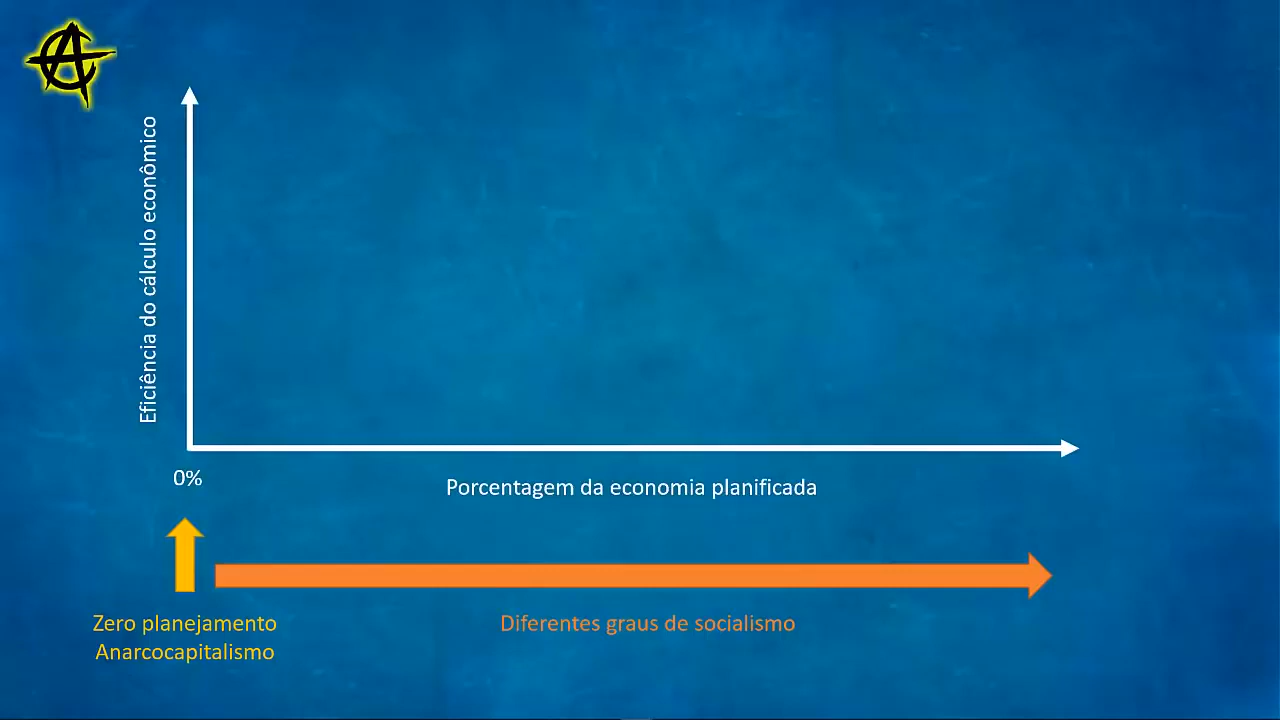 Eficiência do cálculo econômico
0%
Porcentagem da economia planificada
Zero planejamento
Anarcocapitalismo
Diferentes graus de socialismo